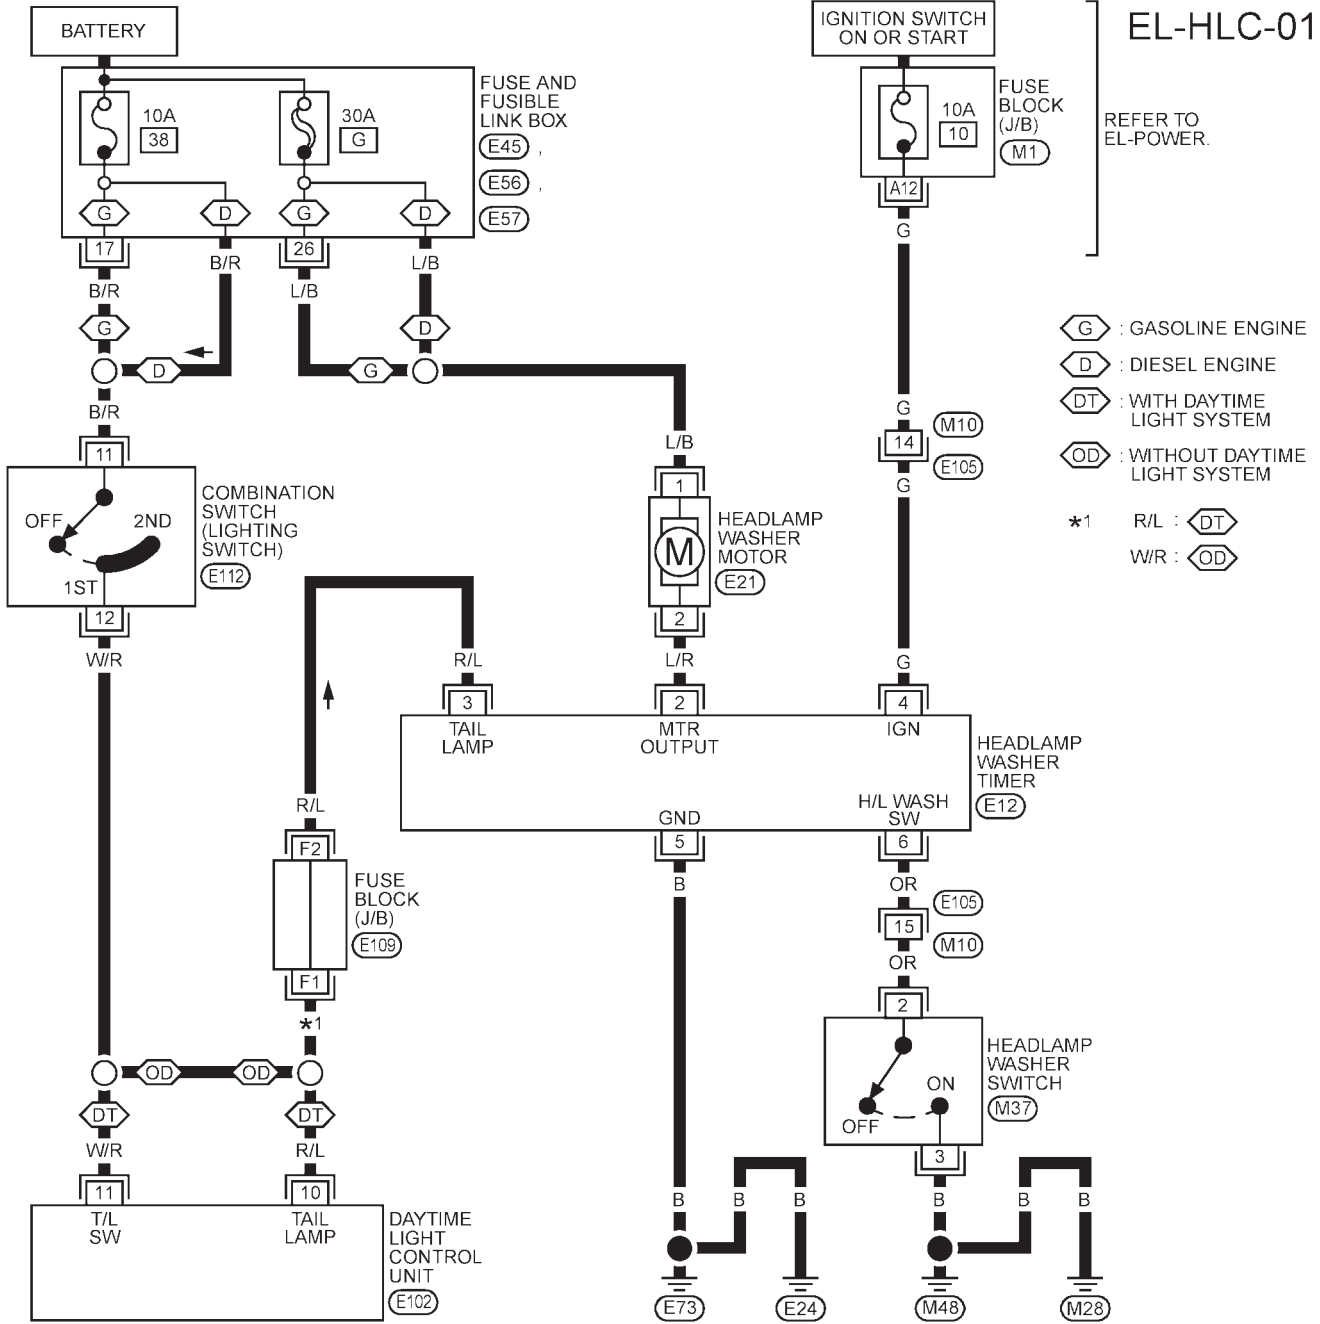 BATTERY
IGNITION SWITCH
ON OR START
EL-HLC-01
FUSE AND
FUSIBLE
LINK BOX
E45 ,
E56 ,
E57
10A
38
30A
G
FUSE
BLOCK
(J/B)
M1
10A
10
REFER TO
EL-POWER.
G
D
G
D
A12
17
26
G
B/R
L/B
B/R
L/B
G
D
D
G
G : GASOLINE ENGINE
D : DIESEL ENGINE
DT : WITH DAYTIME
LIGHT SYSTEM
OD : WITHOUT DAYTIME
LIGHT SYSTEM
*1 R/L : DT
W/R : OD
B/R
L/B
G
14
M10
E105
G
11
1
OFF
2ND
1ST
COMBINATION
SWITCH
(LIGHTING
SWITCH)
E112
M
HEADLAMP
WASHER
MOTOR
E21
12
2
W/R
R/L
L/R
G
3
2
4
TAIL
LAMP
MTR
OUTPUT
IGN
HEADLAMP
WASHER
TIMER
E12
GND
H/L WASH
SW
R/L
5
6
F2
B
OR
FUSE
BLOCK
(J/B)
E109
E105
15
M10
OR
F1
*1
2
HEADLAMP
WASHER
SWITCH
M37
OFF
ON
OD
OD
DT
DT
W/R
R/L
3
11
10
B
B
B
B
B
B
T/L
SW
TAIL
LAMP
DAYTIME
LIGHT
CONTROL
UNIT
E102
E73
E24
M48
M28